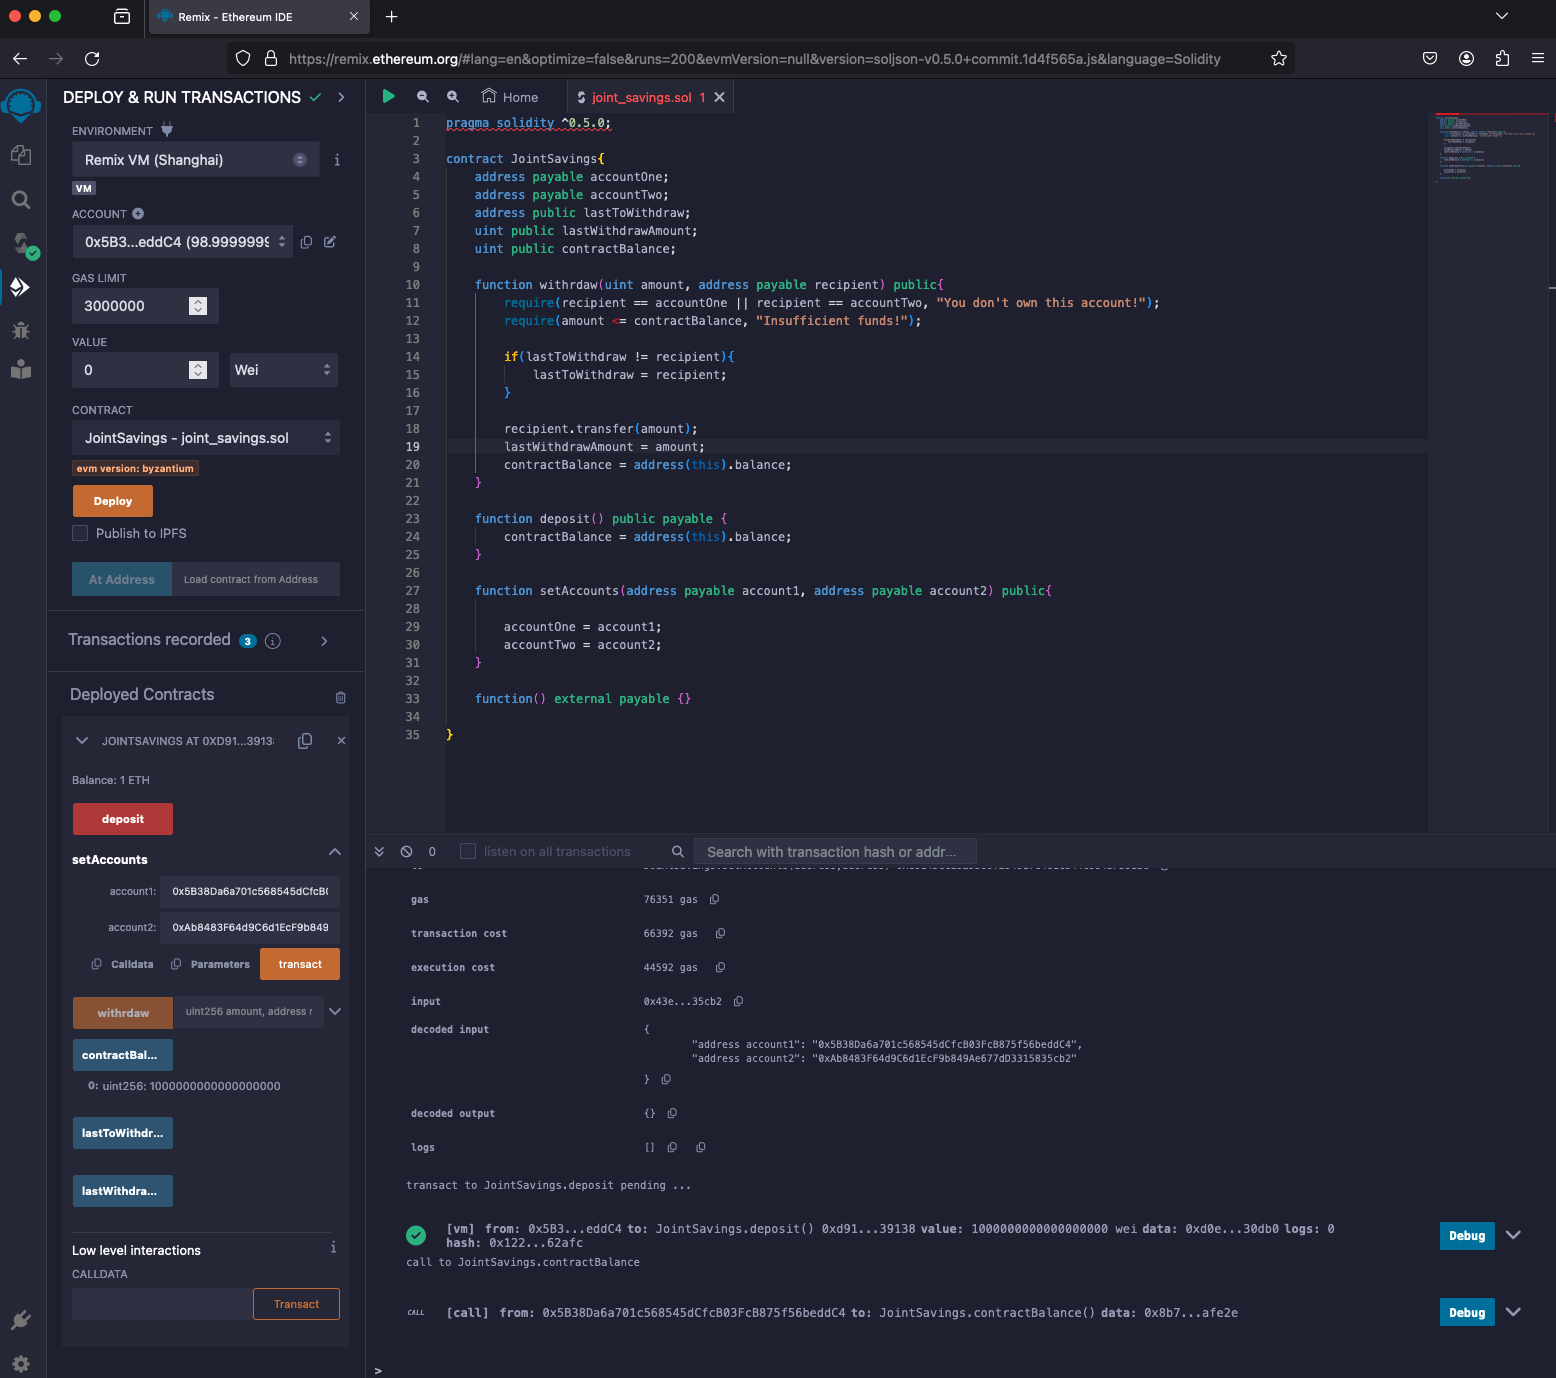 Remix - Ethereum IDE
https://remix.ethereum.org/#lang=en&optimize=false&runs=200&evmVersion=null&version=soljson-v0.5.0+commit.1d4f565a.js&language=Solidity
DEPLOY & RUN TRANSACTIONS
ENVIRONMENT
Remix VM (Shanghai)
VM
ACCOUNT
0x5B3...eddC4 (98.9999999
GAS LIMIT
3000000
VALUE
0
Wei
CONTRACT
JointSavings - joint_savings.sol
evm version: byzantium
Deploy
Publish to IPFS
At Address
Load contract from Address
Transactions recorded 3
Deployed Contracts
JOINTSAVINGS AT 0XD91...3913
Balance: 1 ETH
deposit
setAccounts
account1: 0x5B38Da6a701c568545dCfcB(
account2: 0xAb8483F64d9C6d1EcF9b849
Calldata Parameters transact
withrdaw uint256 amount, address r
contractBal...
0: uint256: 1000000000000000000
lastToWithdr...
lastWithdra...
Low level interactions
CALLDATA
Transact
Home
joint_savings.sol 1
1 pragma solidity ^0.5.0;
2
3 contract JointSavings{
4 address payable accountOne;
5 address payable accountTwo;
6 address public lastToWithdraw;
7 uint public lastWithdrawAmount;
8 uint public contractBalance;
9
10 function withrdaw(uint amount, address payable recipient) public{
11 require(recipient == accountOne || recipient == accountTwo, "You don't own this account!");
12 require(amount <= contractBalance, "Insufficient funds!");
13
14 if(lastToWithdraw != recipient){
15 lastToWithdraw = recipient;
16 }
17
18 recipient.transfer(amount);
19 lastWithdrawAmount = amount;
20 contractBalance = address(this).balance;
21 }
22
23 function deposit() public payable {
24 contractBalance = address(this).balance;
25 }
26
27 function setAccounts(address payable account1, address payable account2) public{
28
29 accountOne = account1;
30 accountTwo = account2;
31 }
32
33 function() external payable {}
34
35 }
0
listen on all transactions
Search with transaction hash or addr...
gas 76351 gas
transaction cost 66392 gas
execution cost 44592 gas
input 0x43e...35cb2
decoded input {
"address account1": "0x5B38Da6a701c568545dCfcB03FcB875f56beddC4",
"address account2": "0xAb8483F64d9C6d1EcF9b849Ae677dD3315835cb2"
}
decoded output {}
logs []
transact to JointSavings.deposit pending ...
[vm] from: 0x5B3...eddC4 to: JointSavings.deposit() 0xd91...39138 value: 1000000000000000000 wei data: 0xd0e...30db0 logs: 0
hash: 0x122...62afc
Debug
call to JointSavings.contractBalance
CALL [call] from: 0x5B38Da6a701c568545dCfcB03FcB875f56beddC4 to: JointSavings.contractBalance() data: 0x8b7...afe2e
Debug
>